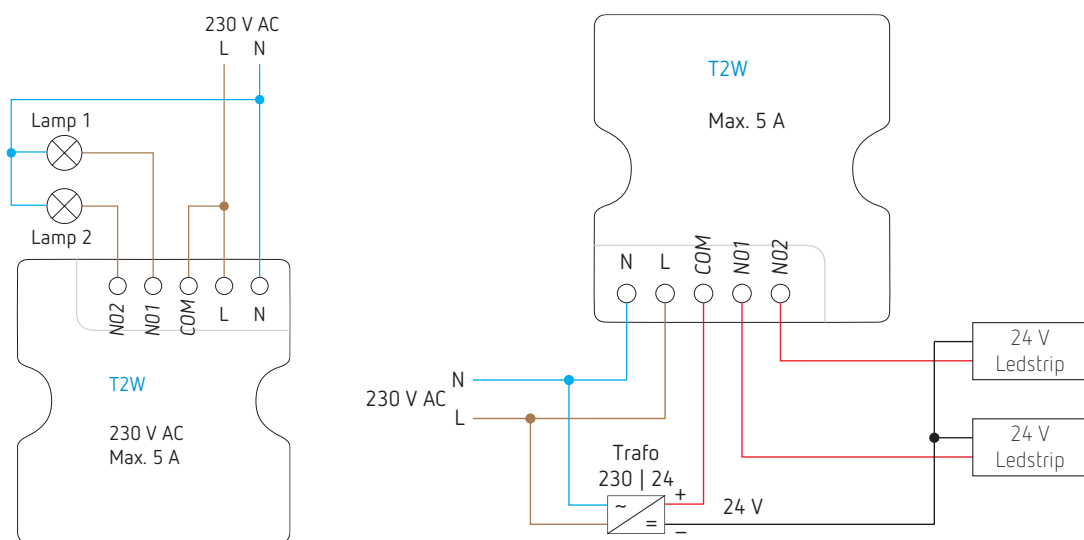 230 V AC
L N
Lamp 1
Lamp 2
NO2 NO1 COM L N
T2W
230 V AC
Max. 5 A
T2W
Max. 5 A
N L COM NO1 NO2
N
230 V AC
L
Trafo
230 | 24
~
=
+
−
24 V
24 V
Ledstrip
24 V
Ledstrip